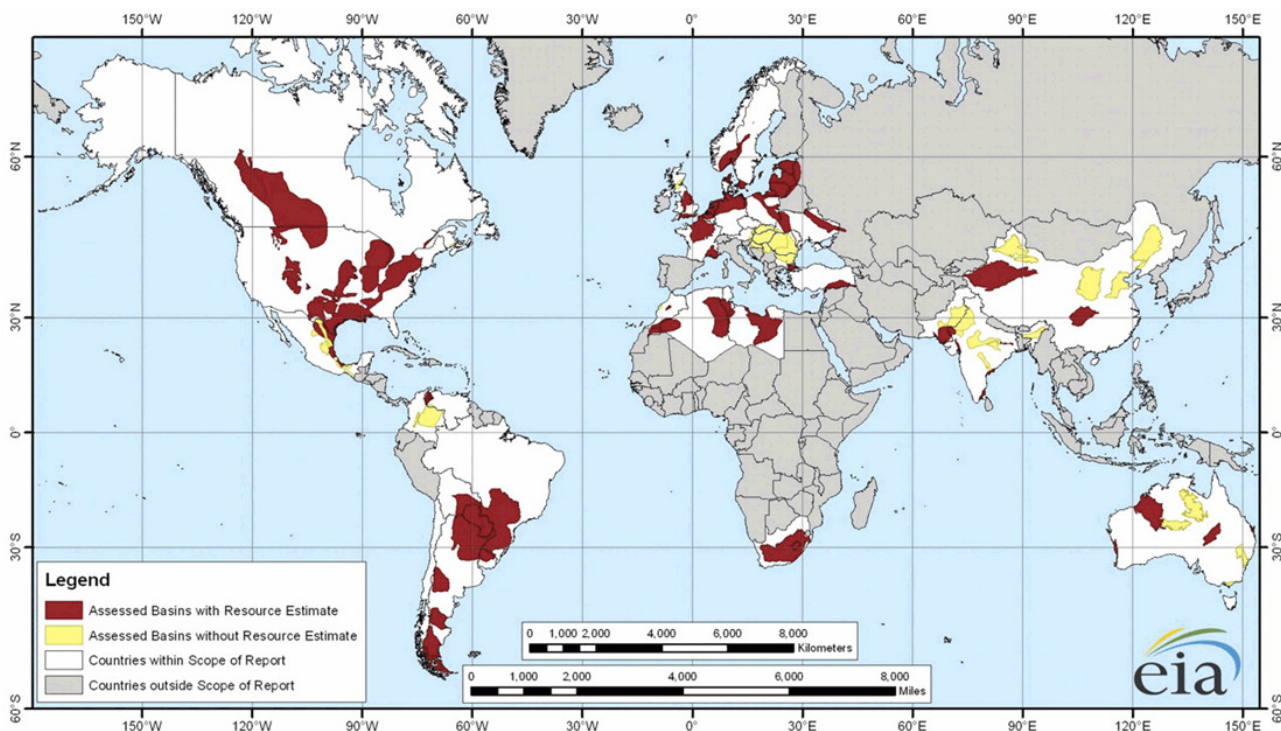 150°W 120°W 90°W 60°W 30°W 0° 30°E 60°E 90°E 120°E 150°E
60°N 60°N
30°N 30°N
0° 0°
30°S 30°S
Legend
Assessed Basins with Resource Estimate
Assessed Basins without Resource Estimate
Countries within Scope of Report
Countries outside Scope of Report
0 1,000 2,000 4,000 6,000 8,000
Kilometers
0 1,000 2,000 4,000 6,000 8,000
Miles
eia
60°S 60°S
150°W 120°W 90°W 60°W 30°W 0° 30°E 60°E 90°E 120°E 150°E